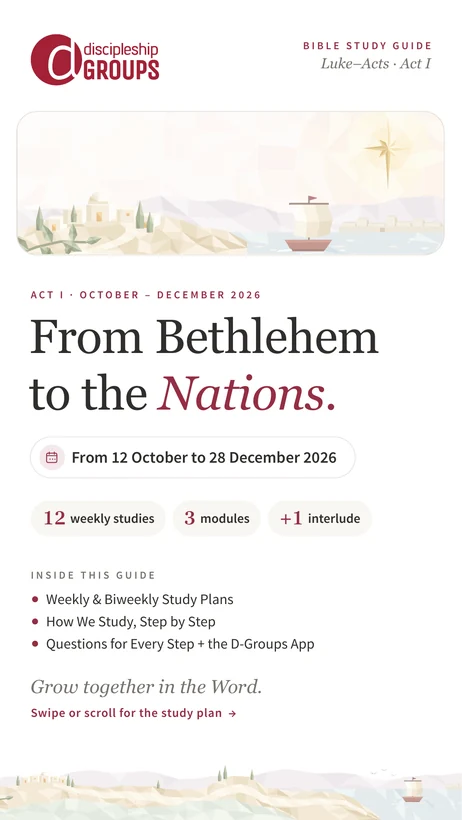 discipleship
GROUPS
BIBLE STUDY GUIDE
Luke–Acts · Act I
ACT I · OCTOBER – DECEMBER 2026
From Bethlehem
to the Nations.
From 12 October to 28 December 2026
12 weekly studies 3 modules +1 interlude
INSIDE THIS GUIDE
• Weekly & Biweekly Study Plans
• How We Study, Step by Step
• Questions for Every Step + the D-Groups App
Grow together in the Word.
Swipe or scroll for the study plan →